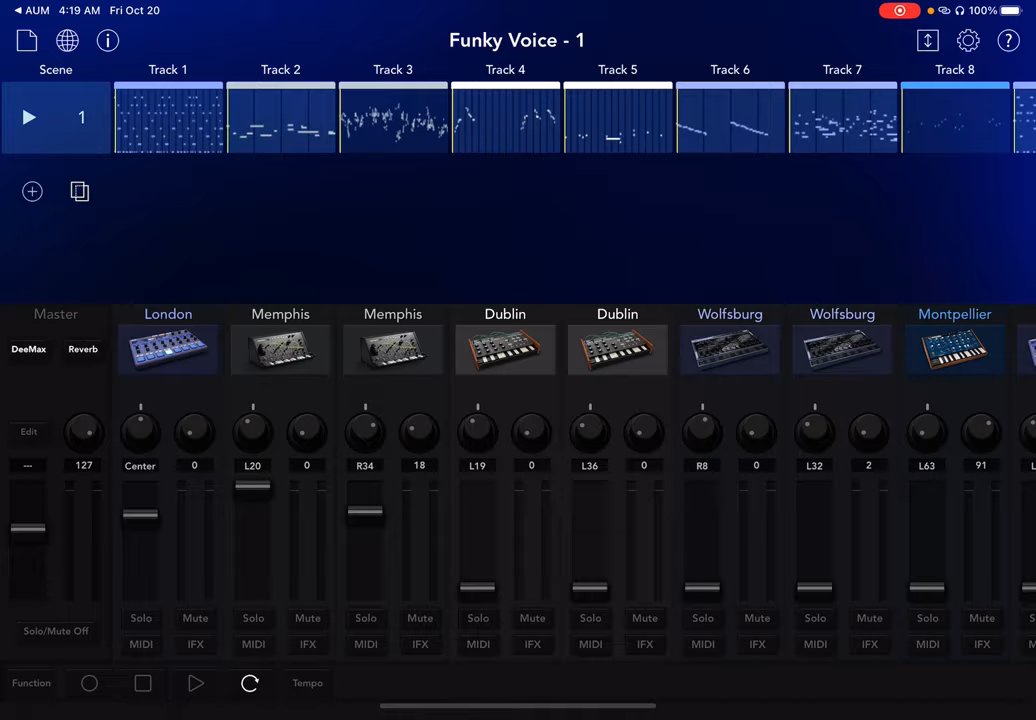 ◀ AUM 4:19 AM Fri Oct 20 100%
Funky Voice - 1
Scene Track 1 Track 2 Track 3 Track 4 Track 5 Track 6 Track 7 Track 8
1
Master London Memphis Memphis Dublin Dublin Wolfsburg Wolfsburg Montpellier
DeeMax Reverb
Edit
--- 127 Center 0 L20 0 R34 18 L19 0 L36 0 R8 0 L32 2 L63 91 L
Solo Mute Solo Mute Solo Mute Solo Mute Solo Mute Solo Mute Solo Mute Solo Mute S
Solo/Mute Off
MIDI IFX MIDI IFX MIDI IFX MIDI IFX MIDI IFX MIDI IFX MIDI IFX MIDI IFX M
Function Tempo